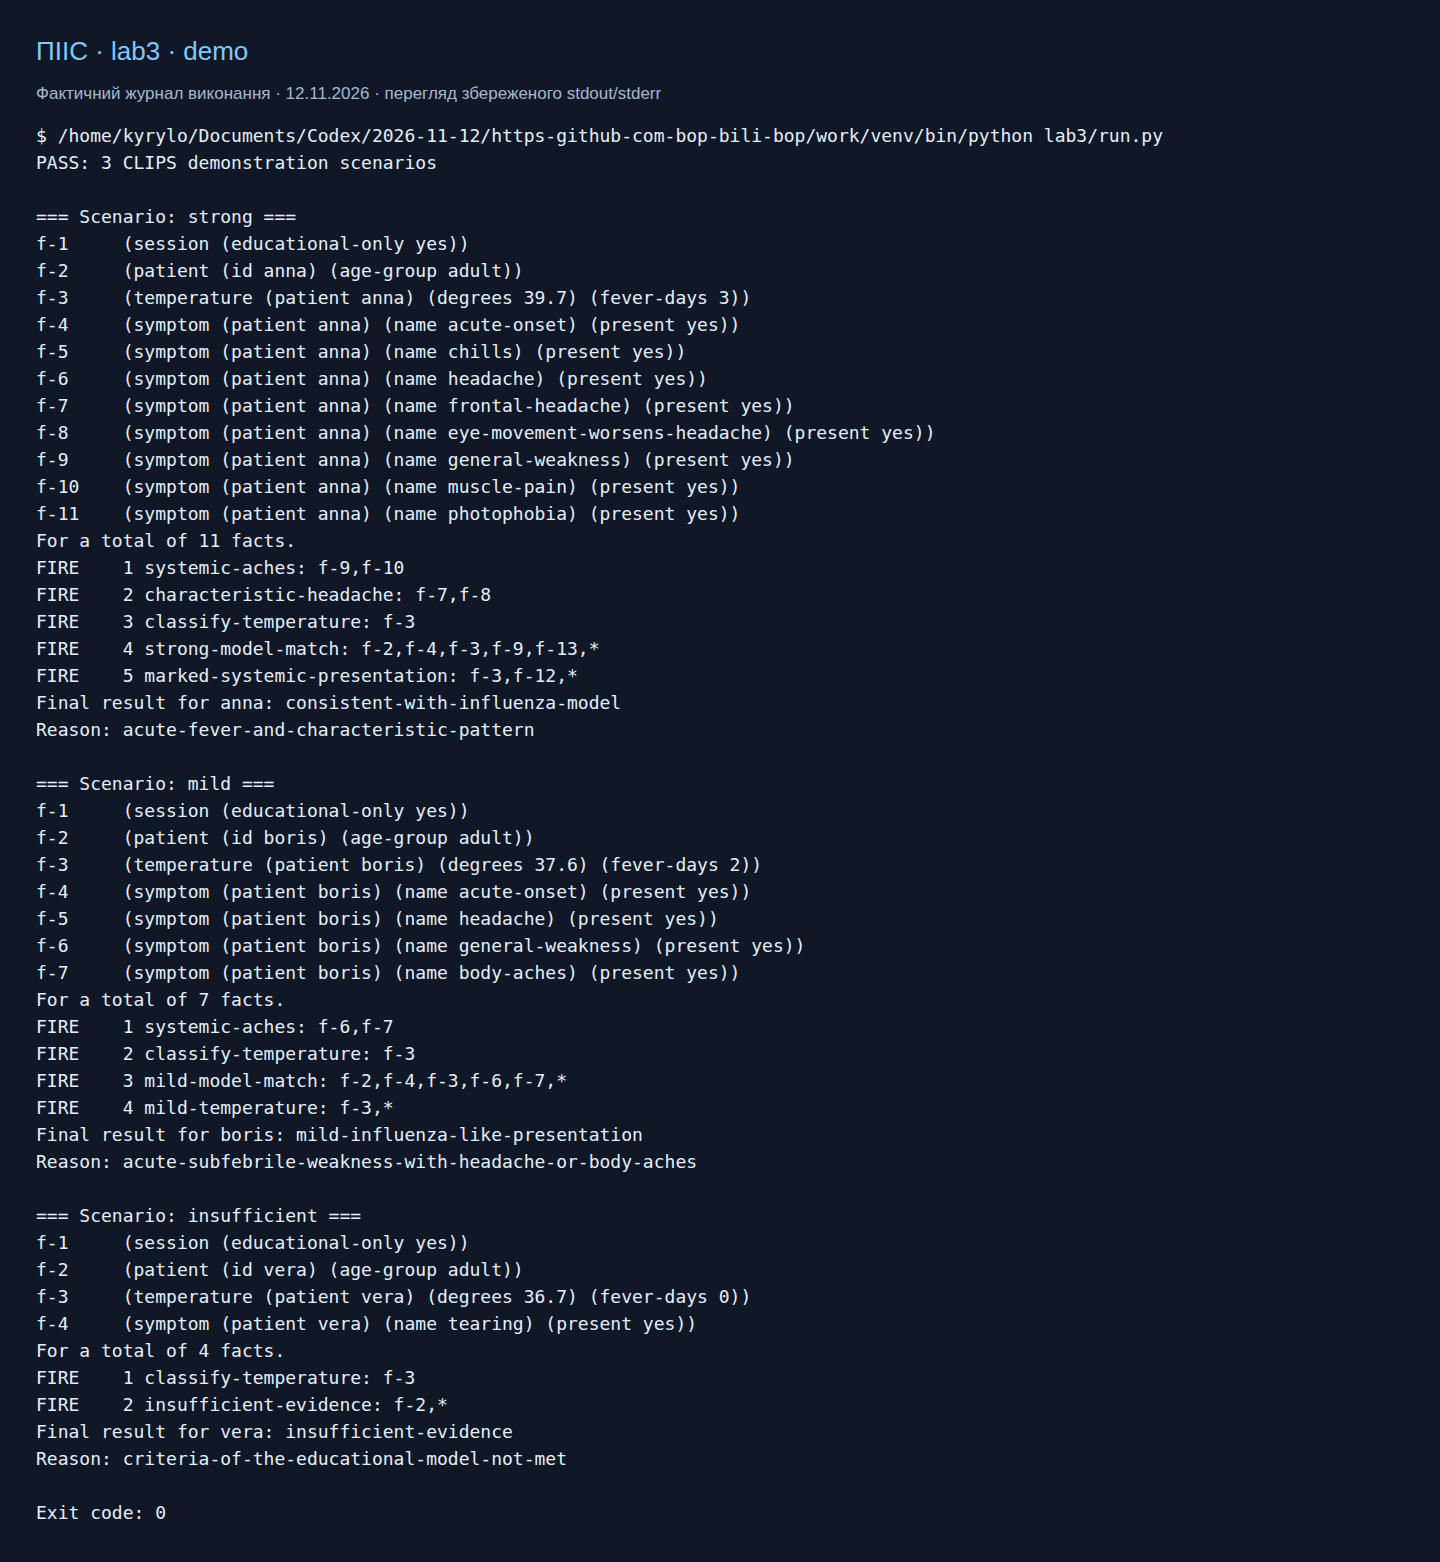 ПІІС · lab3 · demo
Фактичний журнал виконання · 12.11.2026 · перегляд збереженого stdout/stderr
$ /home/kyrylo/Documents/Codex/2026-11-12/https-github-com-bop-bili-bop/work/venv/bin/python lab3/run.py
PASS: 3 CLIPS demonstration scenarios
=== Scenario: strong ===
f-1     (session (educational-only yes))
f-2     (patient (id anna) (age-group adult))
f-3     (temperature (patient anna) (degrees 39.7) (fever-days 3))
f-4     (symptom (patient anna) (name acute-onset) (present yes))
f-5     (symptom (patient anna) (name chills) (present yes))
f-6     (symptom (patient anna) (name headache) (present yes))
f-7     (symptom (patient anna) (name frontal-headache) (present yes))
f-8     (symptom (patient anna) (name eye-movement-worsens-headache) (present yes))
f-9     (symptom (patient anna) (name general-weakness) (present yes))
f-10    (symptom (patient anna) (name muscle-pain) (present yes))
f-11    (symptom (patient anna) (name photophobia) (present yes))
For a total of 11 facts.
FIRE    1 systemic-aches: f-9,f-10
FIRE    2 characteristic-headache: f-7,f-8
FIRE    3 classify-temperature: f-3
FIRE    4 strong-model-match: f-2,f-4,f-3,f-9,f-13,*
FIRE    5 marked-systemic-presentation: f-3,f-12,*
Final result for anna: consistent-with-influenza-model
Reason: acute-fever-and-characteristic-pattern
=== Scenario: mild ===
f-1     (session (educational-only yes))
f-2     (patient (id boris) (age-group adult))
f-3     (temperature (patient boris) (degrees 37.6) (fever-days 2))
f-4     (symptom (patient boris) (name acute-onset) (present yes))
f-5     (symptom (patient boris) (name headache) (present yes))
f-6     (symptom (patient boris) (name general-weakness) (present yes))
f-7     (symptom (patient boris) (name body-aches) (present yes))
For a total of 7 facts.
FIRE    1 systemic-aches: f-6,f-7
FIRE    2 classify-temperature: f-3
FIRE    3 mild-model-match: f-2,f-4,f-3,f-6,f-7,*
FIRE    4 mild-temperature: f-3,*
Final result for boris: mild-influenza-like-presentation
Reason: acute-subfebrile-weakness-with-headache-or-body-aches
=== Scenario: insufficient ===
f-1     (session (educational-only yes))
f-2     (patient (id vera) (age-group adult))
f-3     (temperature (patient vera) (degrees 36.7) (fever-days 0))
f-4     (symptom (patient vera) (name tearing) (present yes))
For a total of 4 facts.
FIRE    1 classify-temperature: f-3
FIRE    2 insufficient-evidence: f-2,*
Final result for vera: insufficient-evidence
Reason: criteria-of-the-educational-model-not-met
Exit code: 0